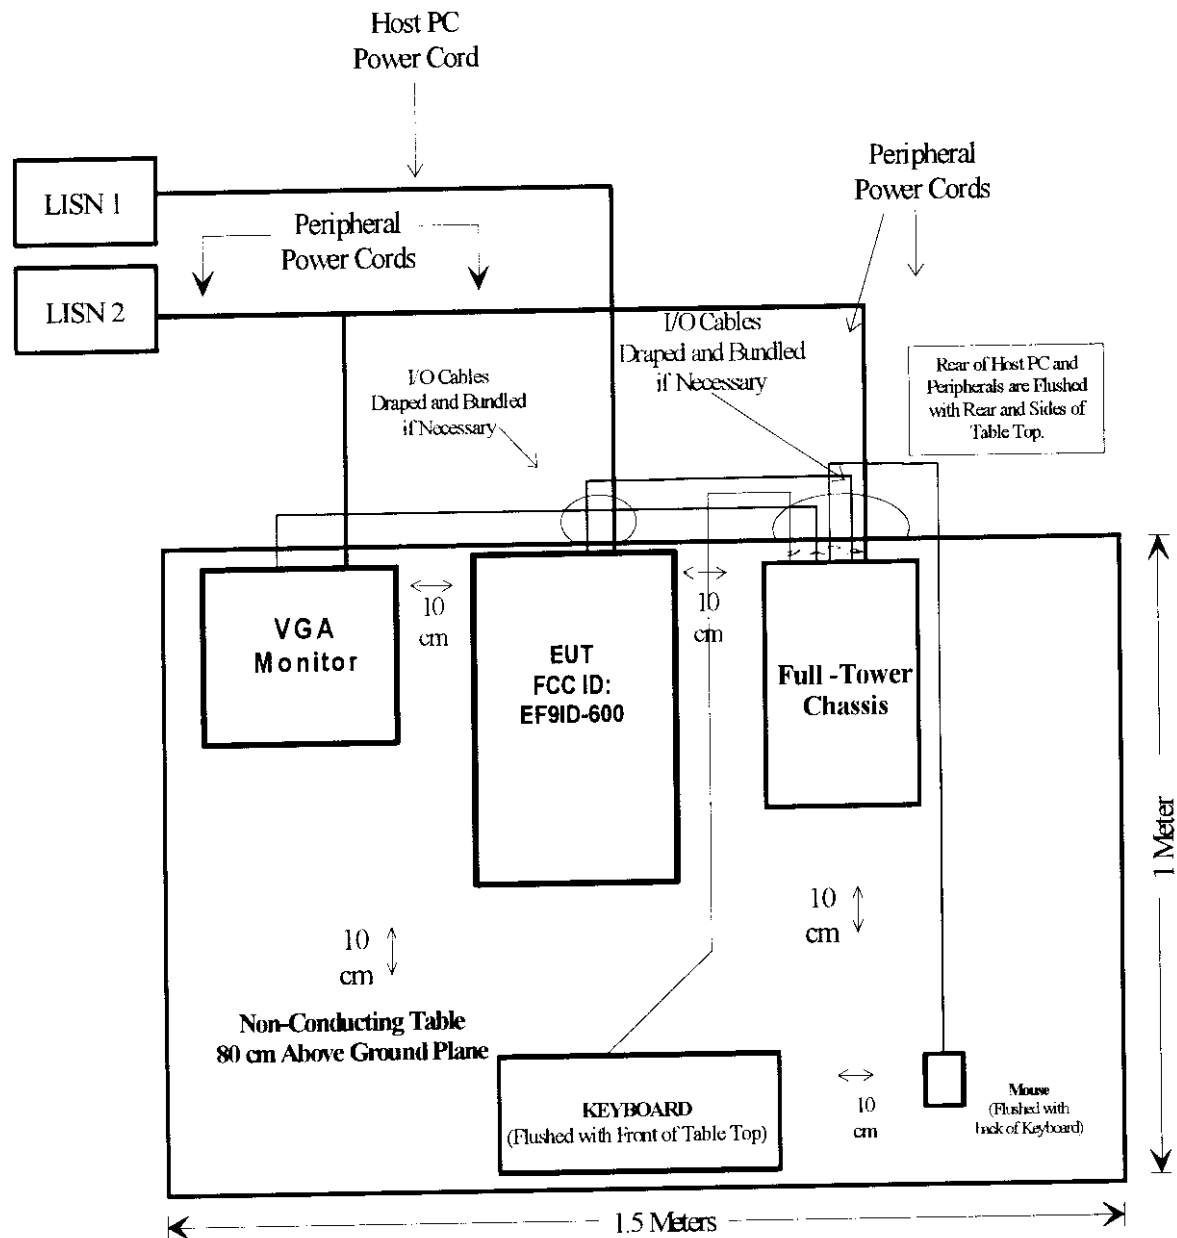 Host PC
Power Cord
Peripheral
Power Cords
LISN 1
Peripheral
Power Cords
LISN 2
I/O Cables
Draped and Bundled
if Necessary
I/O Cables
Draped and Bundled
if Necessary
Rear of Host PC and
Peripherals are Flushed
with Rear and Sides of
Table Top.
10
cm
10
cm
VGA
Monitor
EUT
FCC ID:
EF9ID-600
Full -Tower
Chassis
1 Meter
10
cm
10
cm
Non-Conducting Table
80 cm Above Ground Plane
KEYBOARD
(Flushed with Front of Table Top)
10
cm
Mouse
(Flushed with
back of Keyboard)
1.5 Meters